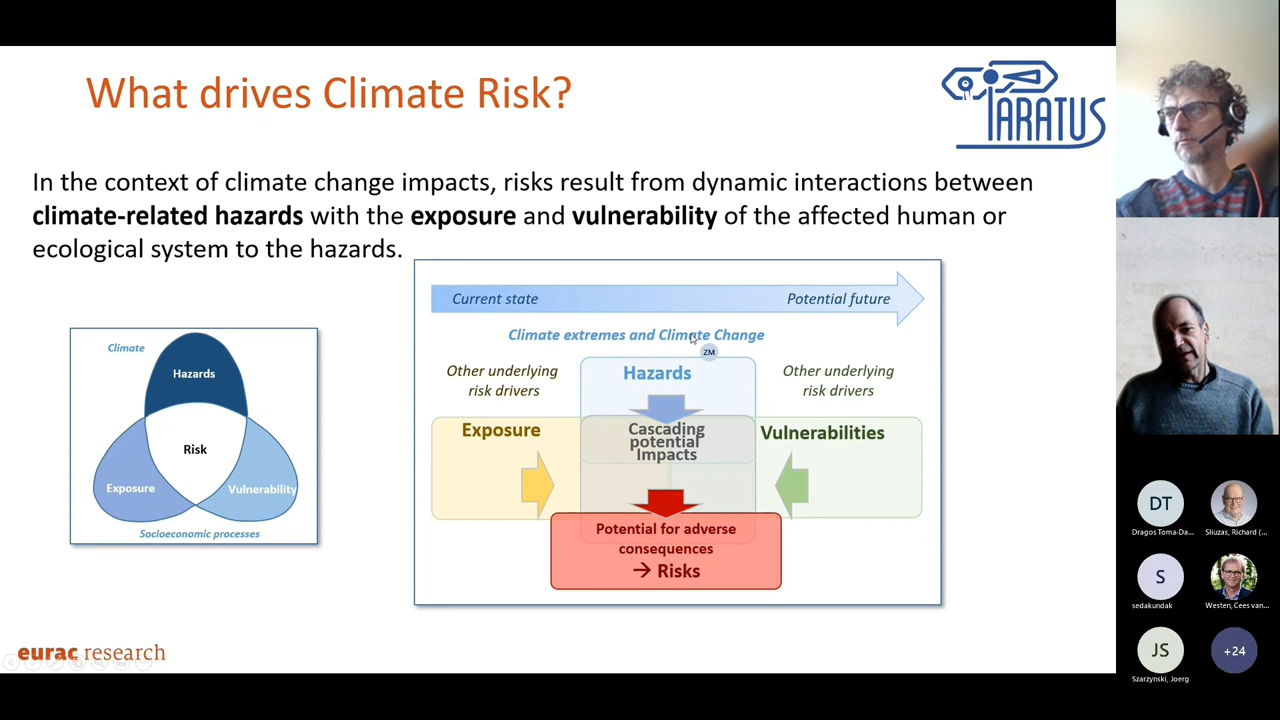 What drives Climate Risk?
PARATUS
In the context of climate change impacts, risks result from dynamic interactions between
climate-related hazards with the exposure and vulnerability of the affected human or
ecological system to the hazards.
Climate
Hazards
Risk
Exposure
Vulnerability
Socioeconomic processes
Current state
Potential future
Climate extremes and Climate Change
ZM
Other underlying
risk drivers
Hazards
Other underlying
risk drivers
Exposure
Cascading
potential
Impacts
Vulnerabilities
Potential for adverse
consequences
→ Risks
eurac research
DT
Dragos Toma-Da...
Sliuzas, Richard (...
S
sedakundak
Westen, Cees van...
JS
Szarzynski, Joerg
+24